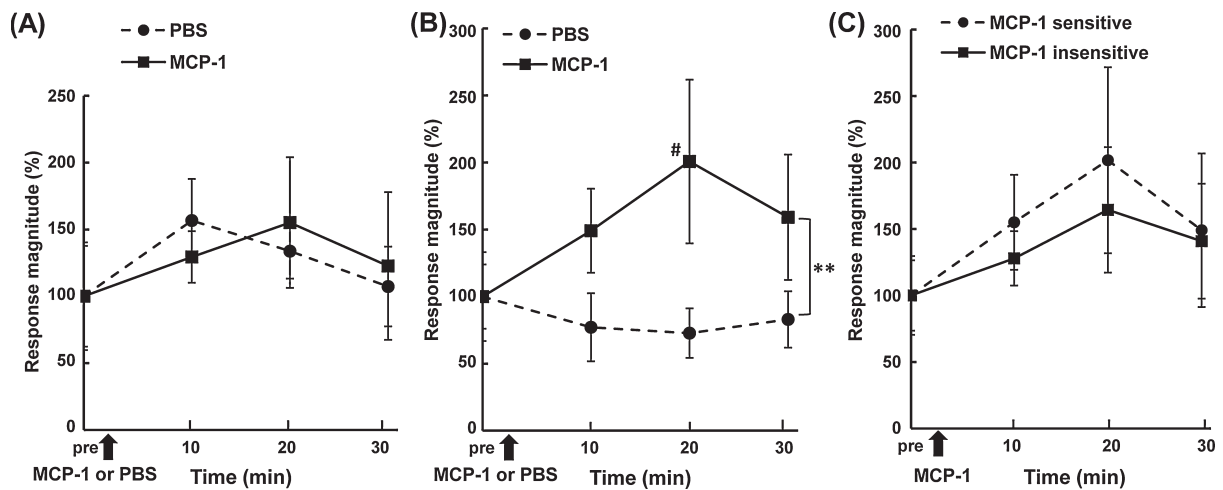 (A)
PBS
MCP-1
Response magnitude (%)
250
200
150
100
50
0
pre
10
20
30
MCP-1 or PBS
Time (min)
(B)
PBS
MCP-1
Response magnitude (%)
300
250
200
150
100
50
0
#
**
pre
10
20
30
MCP-1 or PBS
Time (min)
(C)
MCP-1 sensitive
MCP-1 insensitive
Response magnitude (%)
300
250
200
150
100
50
0
pre
10
20
30
MCP-1
Time (min)